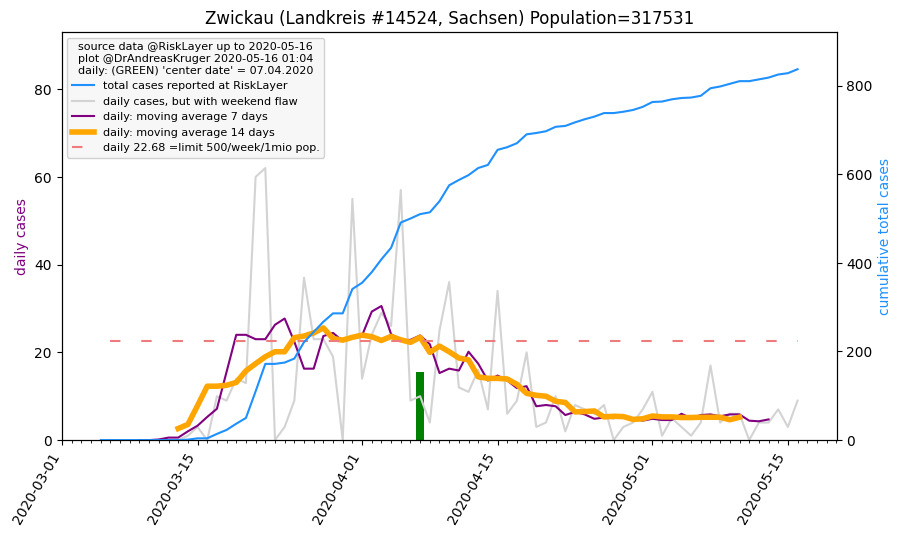 Zwickau (Landkreis #14524, Sachsen) Population=317531
source data @RiskLayer up to 2020-05-16
plot @DrAndreasKruger 2020-05-16 01:04
daily: (GREEN) 'center date' = 07.04.2020
total cases reported at RiskLayer
daily cases, but with weekend flaw
daily: moving average 7 days
daily: moving average 14 days
daily 22.68 =limit 500/week/1mio pop.
daily cases
80
60
40
20
0
cumulative total cases
800
600
400
200
0
2020-03-01
2020-03-15
2020-04-01
2020-04-15
2020-05-01
2020-05-15